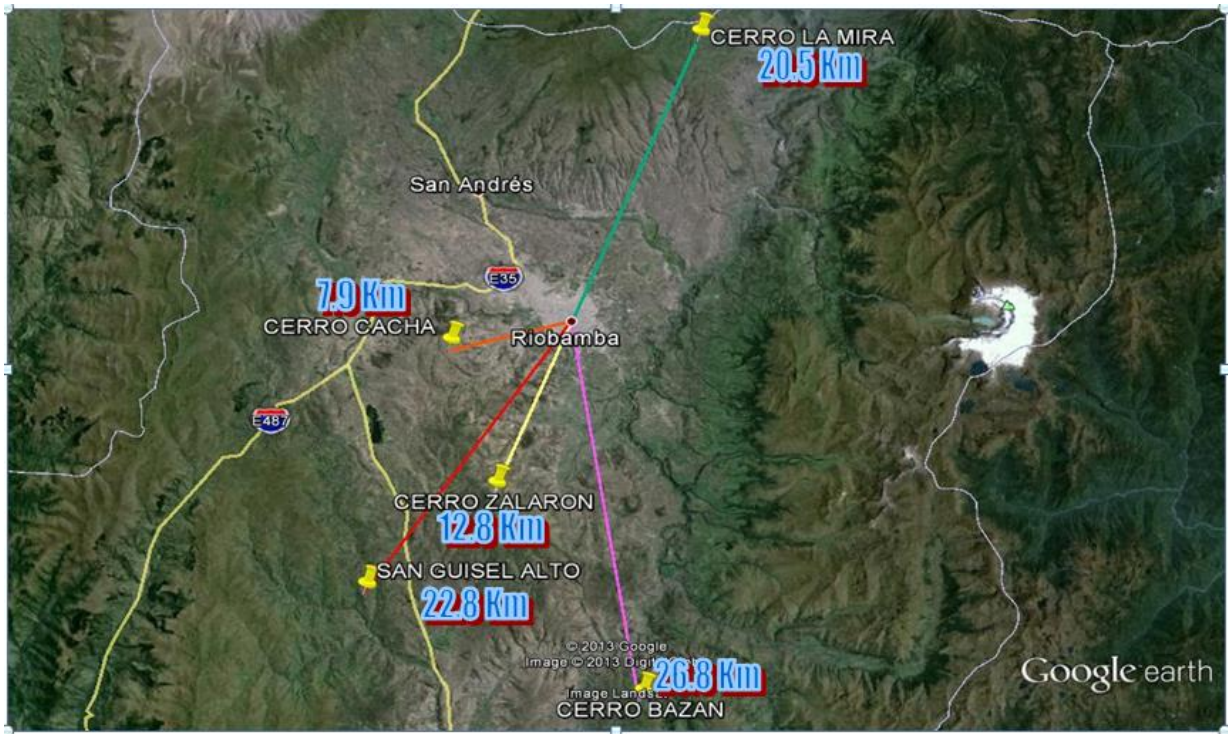 CERRO LA MIRA
20.5 Km
San Andrés
E35
7.9 Km
CERRO CACHA
Riobamba
E487
CERRO ZALARON
12.8 Km
SAN GUISEL ALTO
22.8 Km
© 2013 Google
Image © 2013 Digit
26.8 Km
Image Lands
CERRO BAZAN
Google earth